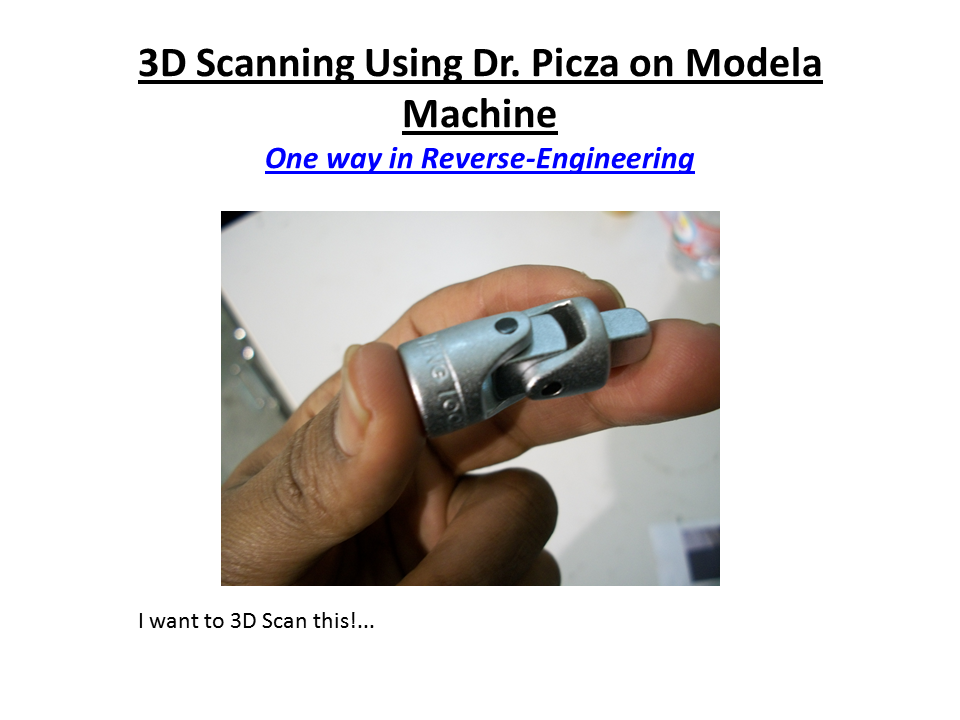 3D Scanning Using Dr. Picza on Modela
Machine
One way in Reverse-Engineering
I want to 3D Scan this!...